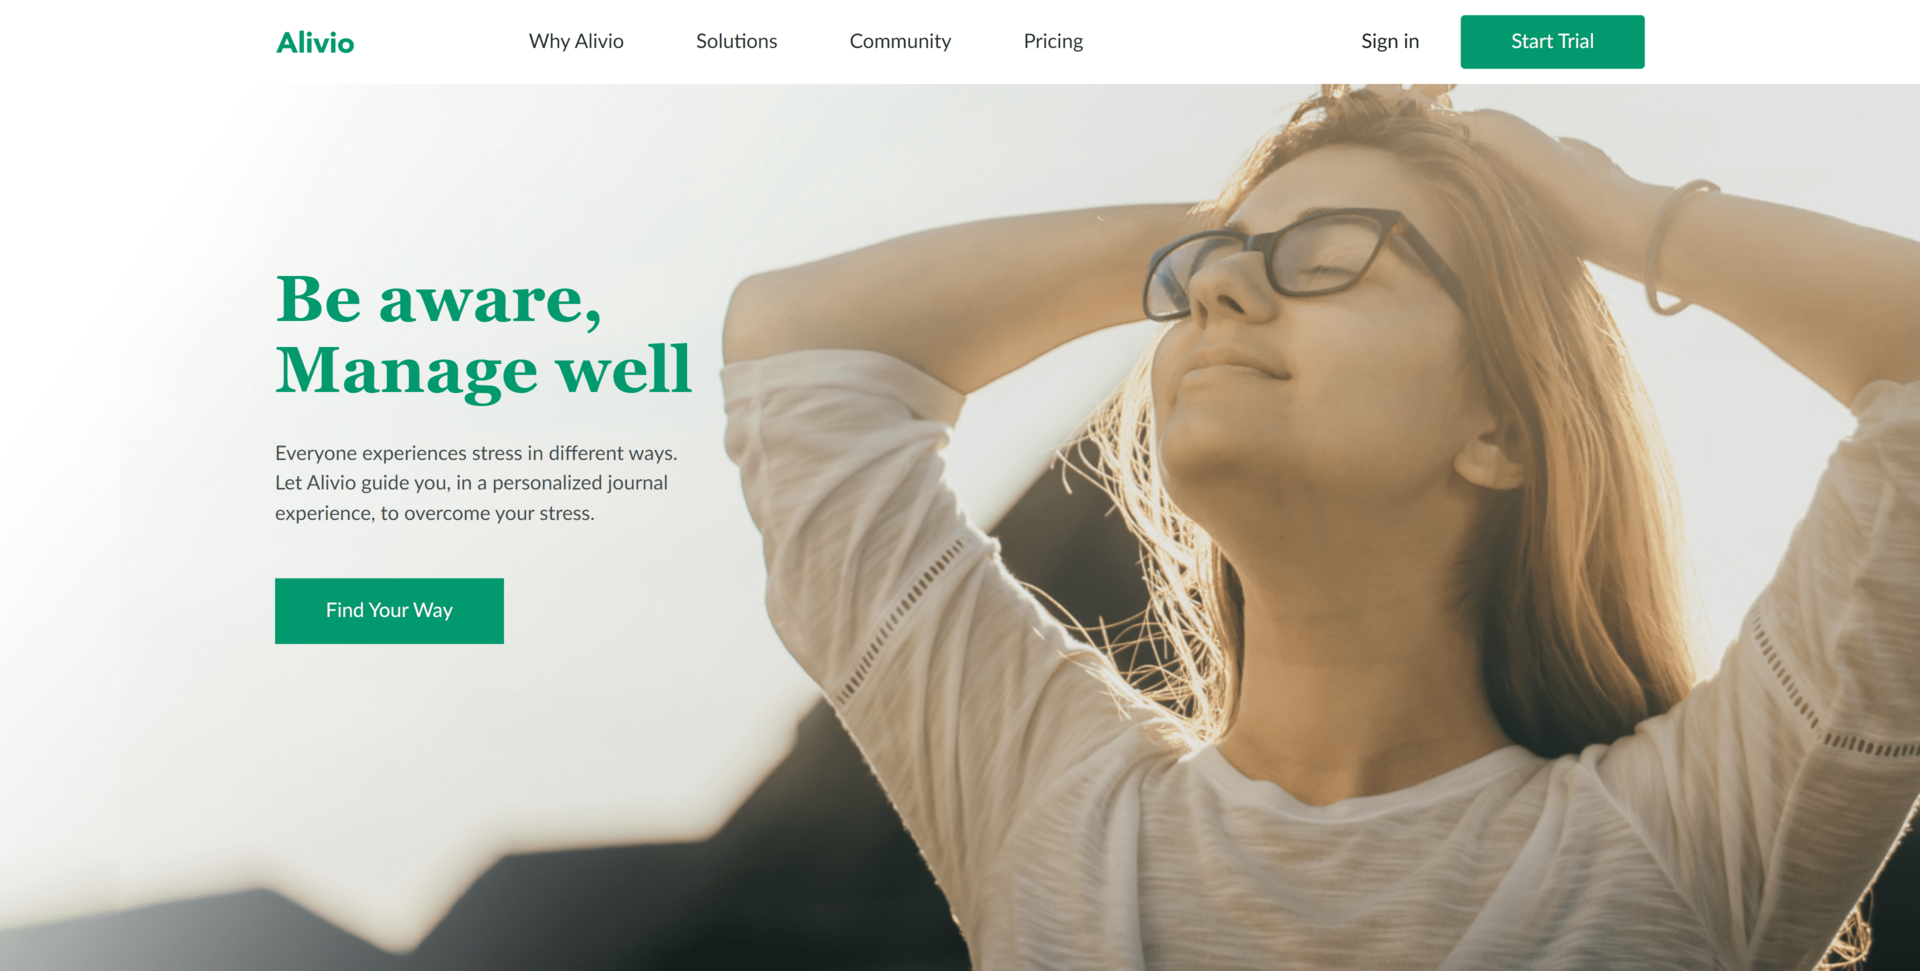 Alivio
Why Alivio
Solutions
Community
Pricing
Sign in
Start Trial
Be aware,
Manage well
Everyone experiences stress in different ways.
Let Alivio guide you, in a personalized journal
experience, to overcome your stress.
Find Your Way